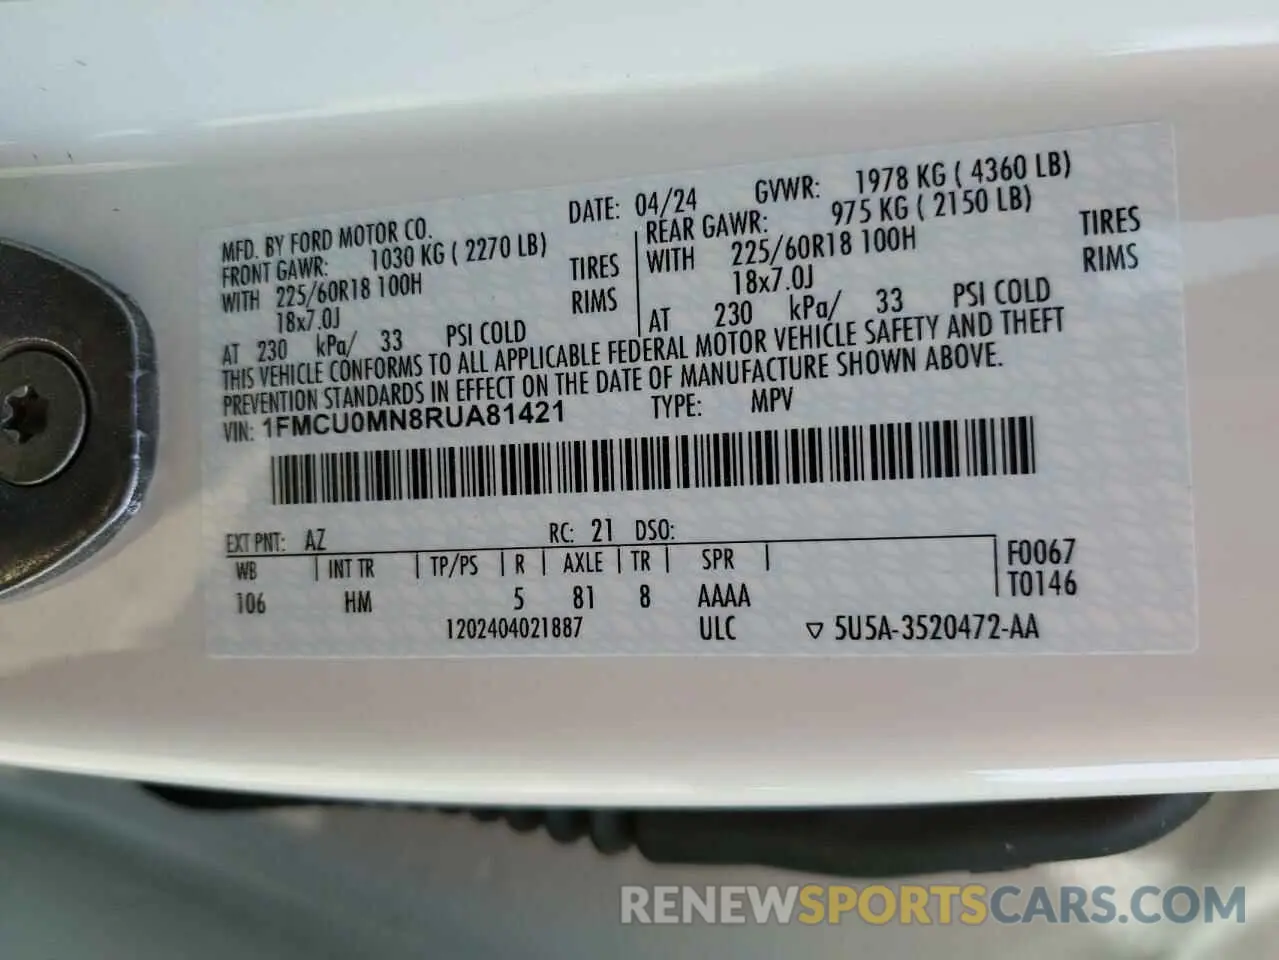 MFD. BY FORD MOTOR CO. DATE: 04/24 GVWR: 1978 KG ( 4360 LB)
FRONT GAWR: 1030 KG ( 2270 LB) REAR GAWR: 975 KG ( 2150 LB)
WITH 225/60R18 100H TIRES WITH 225/60R18 100H TIRES
18x7.0J RIMS 18x7.0J RIMS
AT 230 kPa/ 33 PSI COLD AT 230 kPa/ 33 PSI COLD
THIS VEHICLE CONFORMS TO ALL APPLICABLE FEDERAL MOTOR VEHICLE SAFETY AND THEFT
PREVENTION STANDARDS IN EFFECT ON THE DATE OF MANUFACTURE SHOWN ABOVE.
VIN: 1FMCU0MN8RUA81421 TYPE: MPV
EXT PNT: AZ RC: 21 DSO:
WB INT TR TP/PS R AXLE TR SPR F0067
106 HM 5 81 8 AAAA T0146
1202404021887 ULC ▽ 5U5A-3520472-AA
RENEWSPORTSCARS.COM